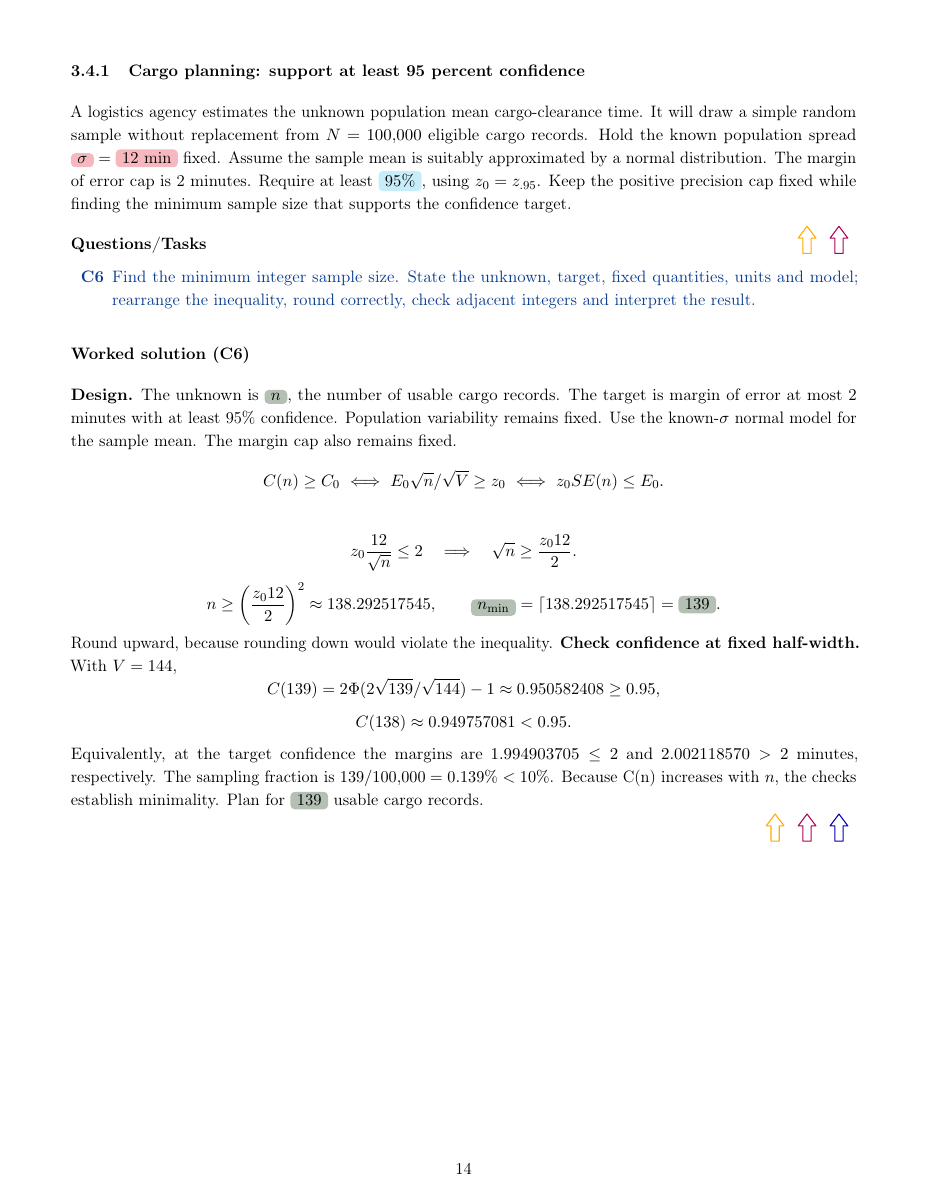 3.4.1 Cargo planning: support at least 95 percent confidence
A logistics agency estimates the unknown population mean cargo-clearance time. It will draw a simple random
sample without replacement from N = 100,000 eligible cargo records. Hold the known population spread
σ = 12 min fixed. Assume the sample mean is suitably approximated by a normal distribution. The margin
of error cap is 2 minutes. Require at least 95%, using z₀ = z.₉₅. Keep the positive precision cap fixed while
finding the minimum sample size that supports the confidence target.
Questions/Tasks
C6 Find the minimum integer sample size. State the unknown, target, fixed quantities, units and model;
rearrange the inequality, round correctly, check adjacent integers and interpret the result.
Worked solution (C6)
Design. The unknown is n, the number of usable cargo records. The target is margin of error at most 2
minutes with at least 95% confidence. Population variability remains fixed. Use the known-σ normal model for
the sample mean. The margin cap also remains fixed.
C(n) ≥ C₀ ⟺ E₀√n/√V ≥ z₀ ⟺ z₀SE(n) ≤ E₀.
z₀ 12/√n ≤ 2 ⟹ √n ≥ z₀12/2.
n ≥ (z₀12/2)² ≈ 138.292517545, n_min = ⌈138.292517545⌉ = 139.
Round upward, because rounding down would violate the inequality. Check confidence at fixed half-width.
With V = 144,
C(139) = 2Φ(2√139/√144) − 1 ≈ 0.950582408 ≥ 0.95,
C(138) ≈ 0.949757081 < 0.95.
Equivalently, at the target confidence the margins are 1.994903705 ≤ 2 and 2.002118570 > 2 minutes,
respectively. The sampling fraction is 139/100,000 = 0.139% < 10%. Because C(n) increases with n, the checks
establish minimality. Plan for 139 usable cargo records.
14